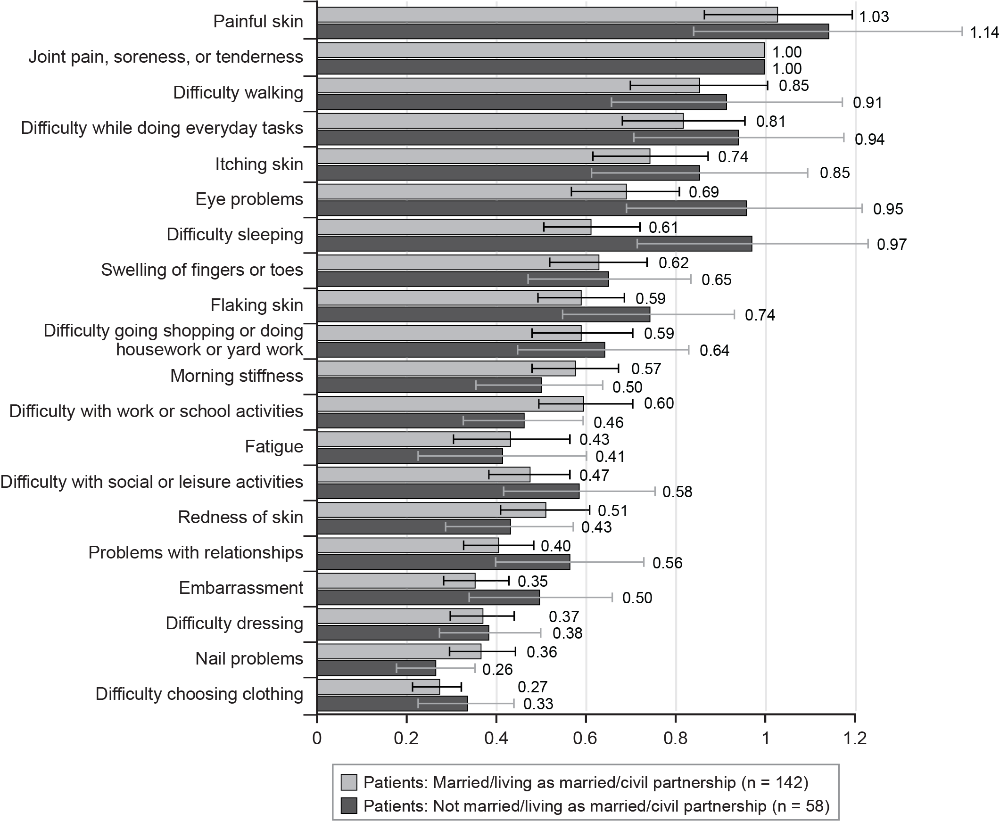 Painful skin
1.03
1.14
Joint pain, soreness, or tenderness
1.00
1.00
Difficulty walking
0.85
0.91
Difficulty while doing everyday tasks
0.81
0.94
Itching skin
0.74
0.85
Eye problems
0.69
0.95
Difficulty sleeping
0.61
0.97
Swelling of fingers or toes
0.62
0.65
Flaking skin
0.59
0.74
Difficulty going shopping or doing
housework or yard work
0.59
0.64
Morning stiffness
0.57
0.50
Difficulty with work or school activities
0.60
0.46
Fatigue
0.43
0.41
Difficulty with social or leisure activities
0.47
0.58
Redness of skin
0.51
0.43
Problems with relationships
0.40
0.56
Embarrassment
0.35
0.50
Difficulty dressing
0.37
0.38
Nail problems
0.36
0.26
Difficulty choosing clothing
0.27
0.33
0 0.2 0.4 0.6 0.8 1 1.2
Patients: Married/living as married/civil partnership (n = 142)
Patients: Not married/living as married/civil partnership (n = 58)